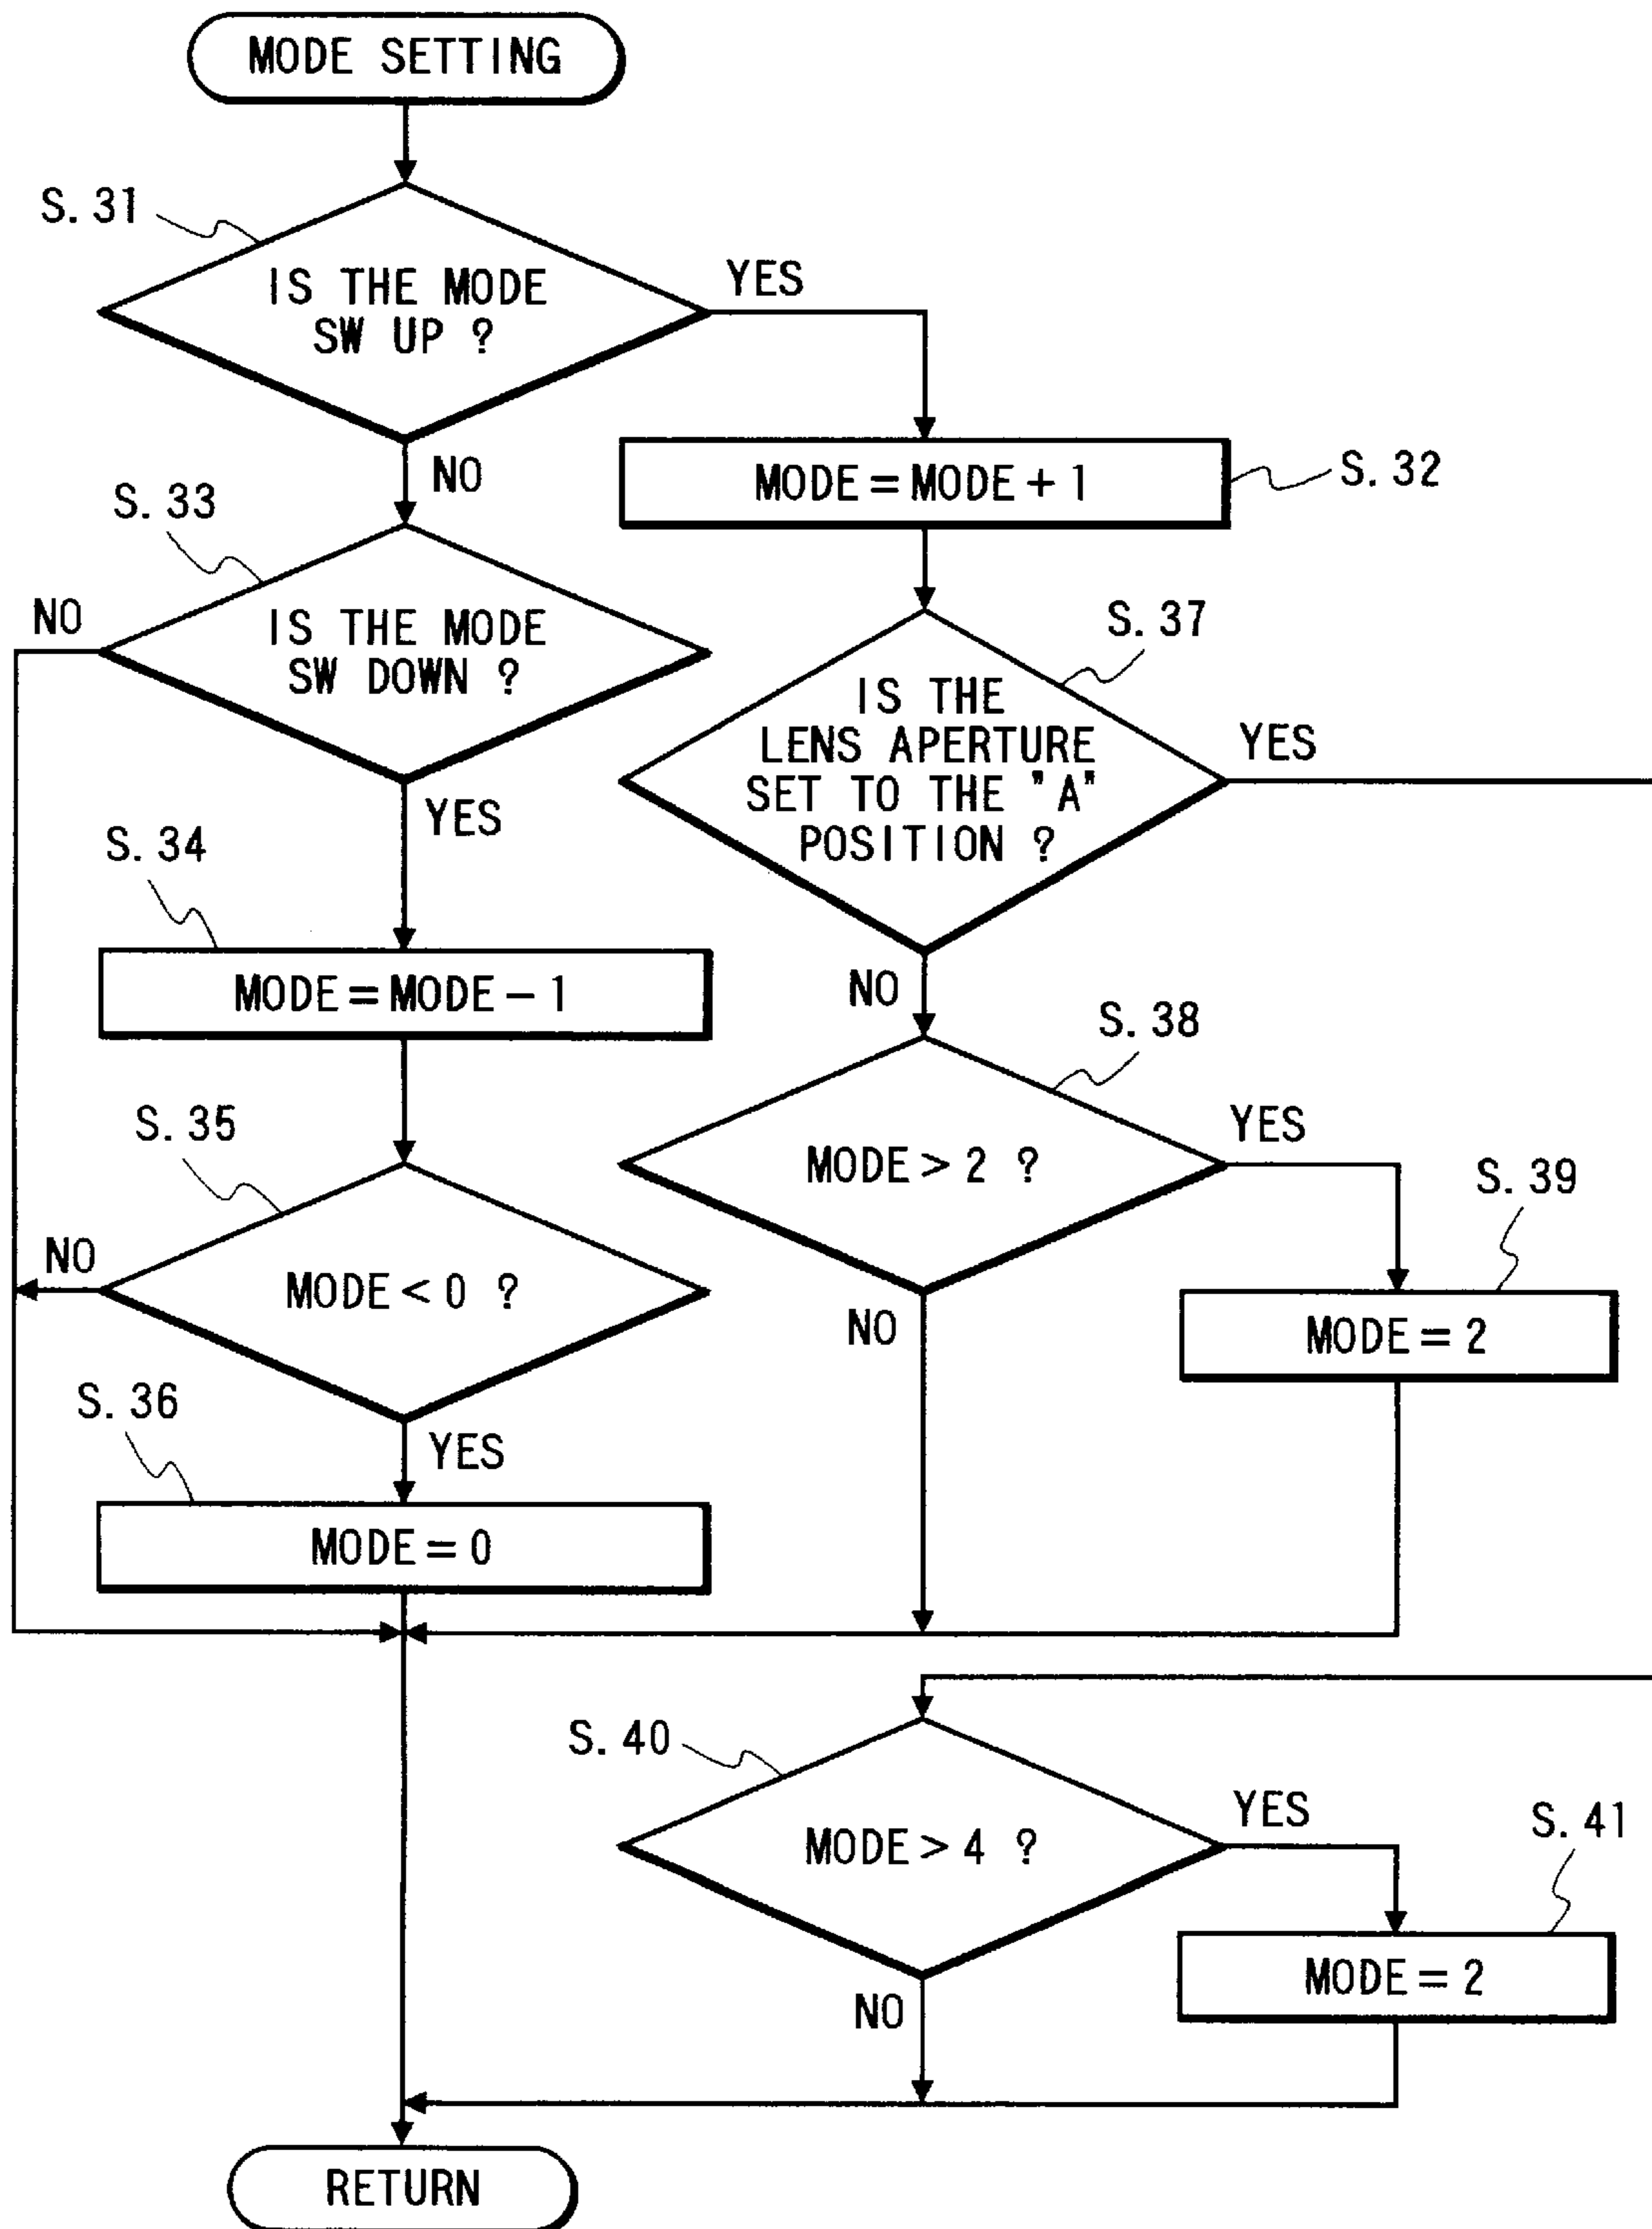 MODE SETTING
S.31
IS THE MODE
SW UP ?
YES
NO
MODE=MODE+1
S.32
S.33
NO
IS THE MODE
SW DOWN ?
YES
S.37
IS THE
LENS APERTURE
SET TO THE "A"
POSITION ?
YES
NO
S.34
MODE=MODE-1
S.38
MODE>2 ?
YES
NO
S.35
NO
MODE<0 ?
YES
S.39
MODE=2
S.36
MODE=0
S.40
MODE>4 ?
YES
NO
S.41
MODE=2
RETURN